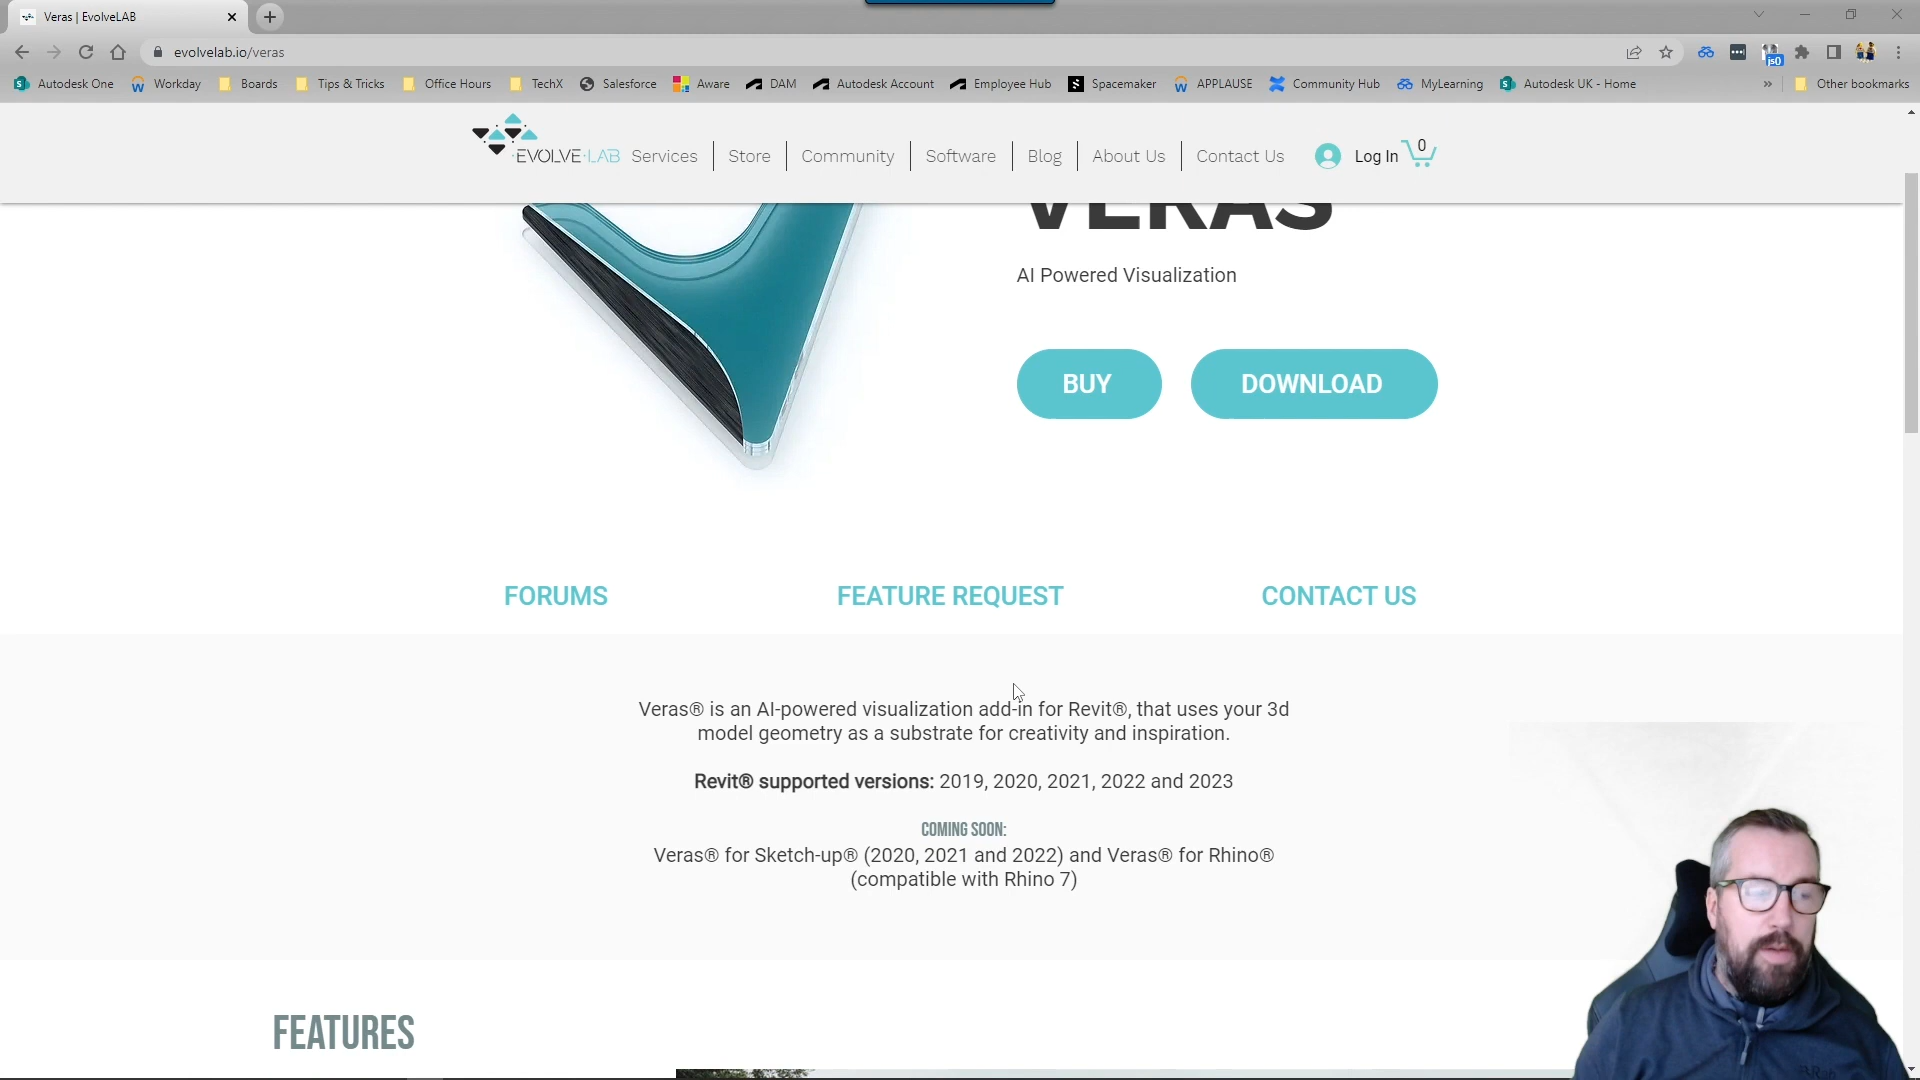 Veras | EvolveLAB
evolvelab.io/veras
js0
Autodesk One
Workday
Boards
Tips & Tricks
Office Hours
TechX
Salesforce
Aware
DAM
Autodesk Account
Employee Hub
Spacemaker
APPLAUSE
Community Hub
MyLearning
Autodesk UK - Home
»
Other bookmarks
EVOLVE LAB
Services
Store
Community
Software
Blog
About Us
Contact Us
Log In
0
VERAS
AI Powered Visualization
BUY
DOWNLOAD
FORUMS
FEATURE REQUEST
CONTACT US
Veras® is an AI-powered visualization add-in for Revit®, that uses your 3d
model geometry as a substrate for creativity and inspiration.
Revit® supported versions: 2019, 2020, 2021, 2022 and 2023
COMING SOON:
Veras® for Sketch-up® (2020, 2021 and 2022) and Veras® for Rhino®
(compatible with Rhino 7)
FEATURES